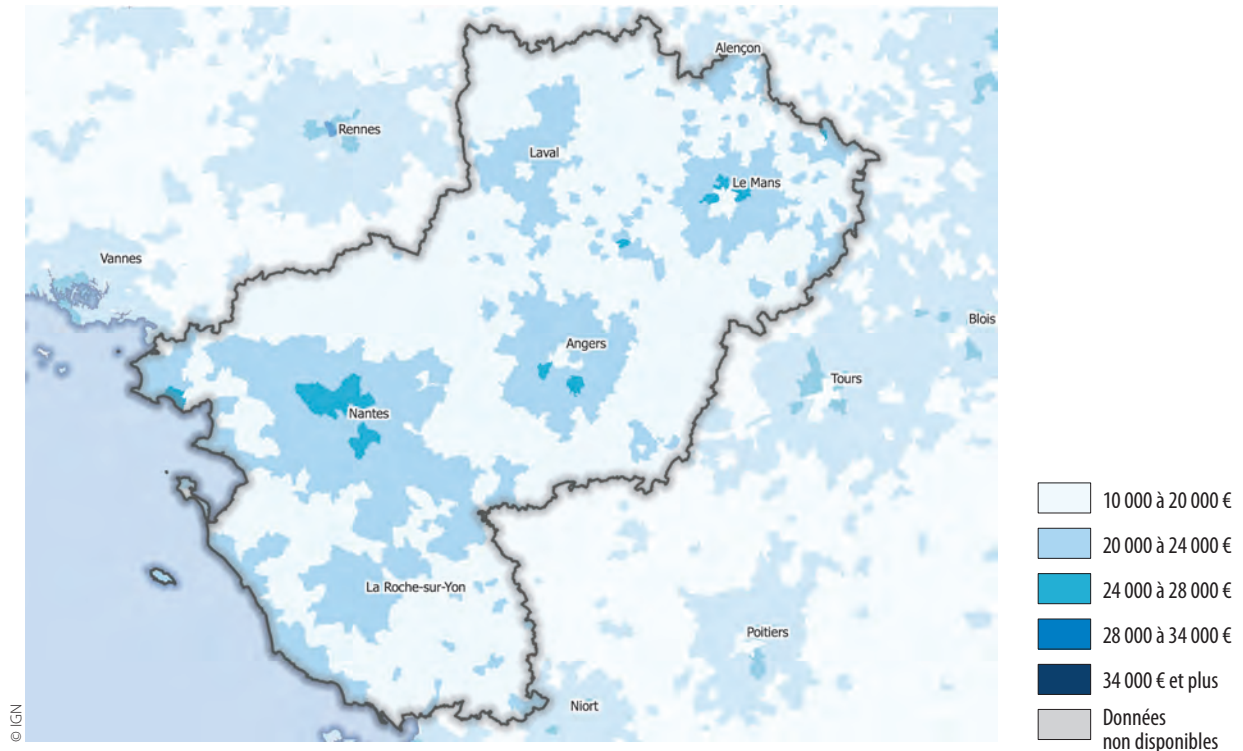 Alençon
Rennes
Laval
Le Mans
Vannes
Blois
Angers
Tours
Nantes
La Roche-sur-Yon
Poitiers
Niort
© IGN
10 000 à 20 000 €
20 000 à 24 000 €
24 000 à 28 000 €
28 000 à 34 000 €
34 000 € et plus
Données
non disponibles